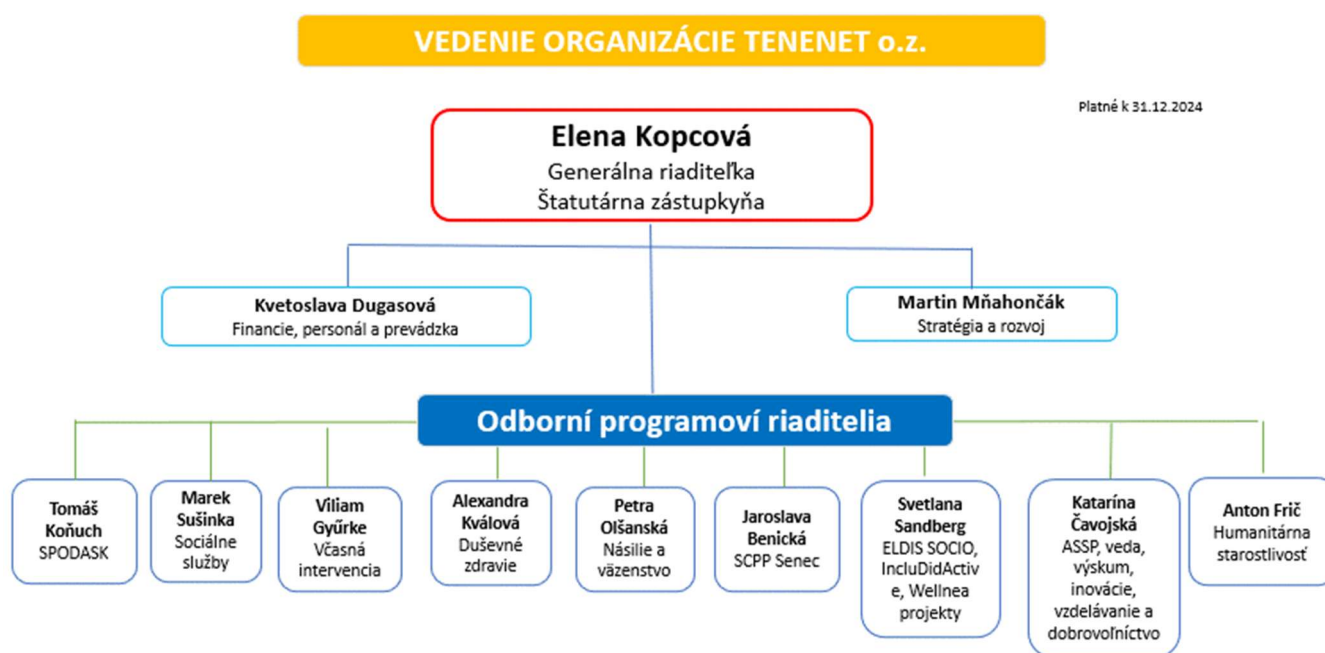 VEDENIE ORGANIZÁCIE TENENET o.z.
Platné k 31.12.2024
Elena Kopcová
Generálna riaditeľka
Štatutárna zástupkyňa
Kvetoslava Dugasová
Financie, personál a prevádzka
Martin Mňahončák
Stratégia a rozvoj
Odborní programoví riaditelia
Tomáš
Koňuch
SPODASK
Marek
Sušinka
Sociálne
služby
Viliam
Gyűrke
Včasná
intervencia
Alexandra
Králová
Duševné
zdravie
Petra
Olšanská
Násilie a
väzenstvo
Jaroslava
Benická
SCPP Senec
Svetlana
Sandberg
ELDIS SOCIO,
IncluDidActiv
e, Wellnea
projekty
Katarína
Čavojská
ASSP, veda,
výskum,
inovácie,
vzdelávanie a
dobrovoľníctvo
Anton Frič
Humanitárna
starostlivosť